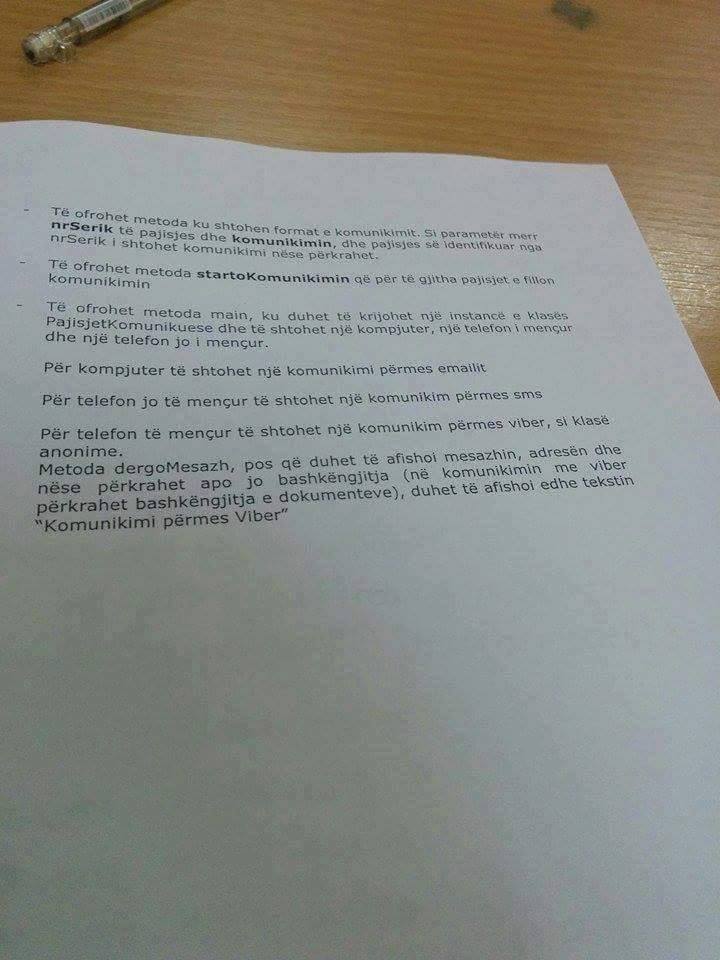 - Të ofrohet metoda ku shtohen format e komunikimit. Si parametër merr
nrSerik të pajisjes dhe komunikimin, dhe pajisjes së identifikuar nga
nrSerik i shtohet komunikimi nëse përkrahet.
- Të ofrohet metoda startoKomunikimin që për të gjitha pajisjet e fillon
komunikimin
- Të ofrohet metoda main, ku duhet të krijohet një instancë e klasës
PajisjetKomunikuese dhe të shtohet një kompjuter, një telefon i mençur
dhe një telefon jo i mençur.
Për kompjuter të shtohet një komunikimi përmes emailit
Për telefon jo të mençur të shtohet një komunikim përmes sms
Për telefon të mençur të shtohet një komunikim përmes viber, si klasë
anonime.
Metoda dergoMesazh, pos që duhet të afishoi mesazhin, adresën dhe
nëse përkrahet apo jo bashkëngjitja (në komunikimin me viber
përkrahet bashkëngjitja e dokumenteve), duhet të afishoi edhe tekstin
“Komunikimi përmes Viber”